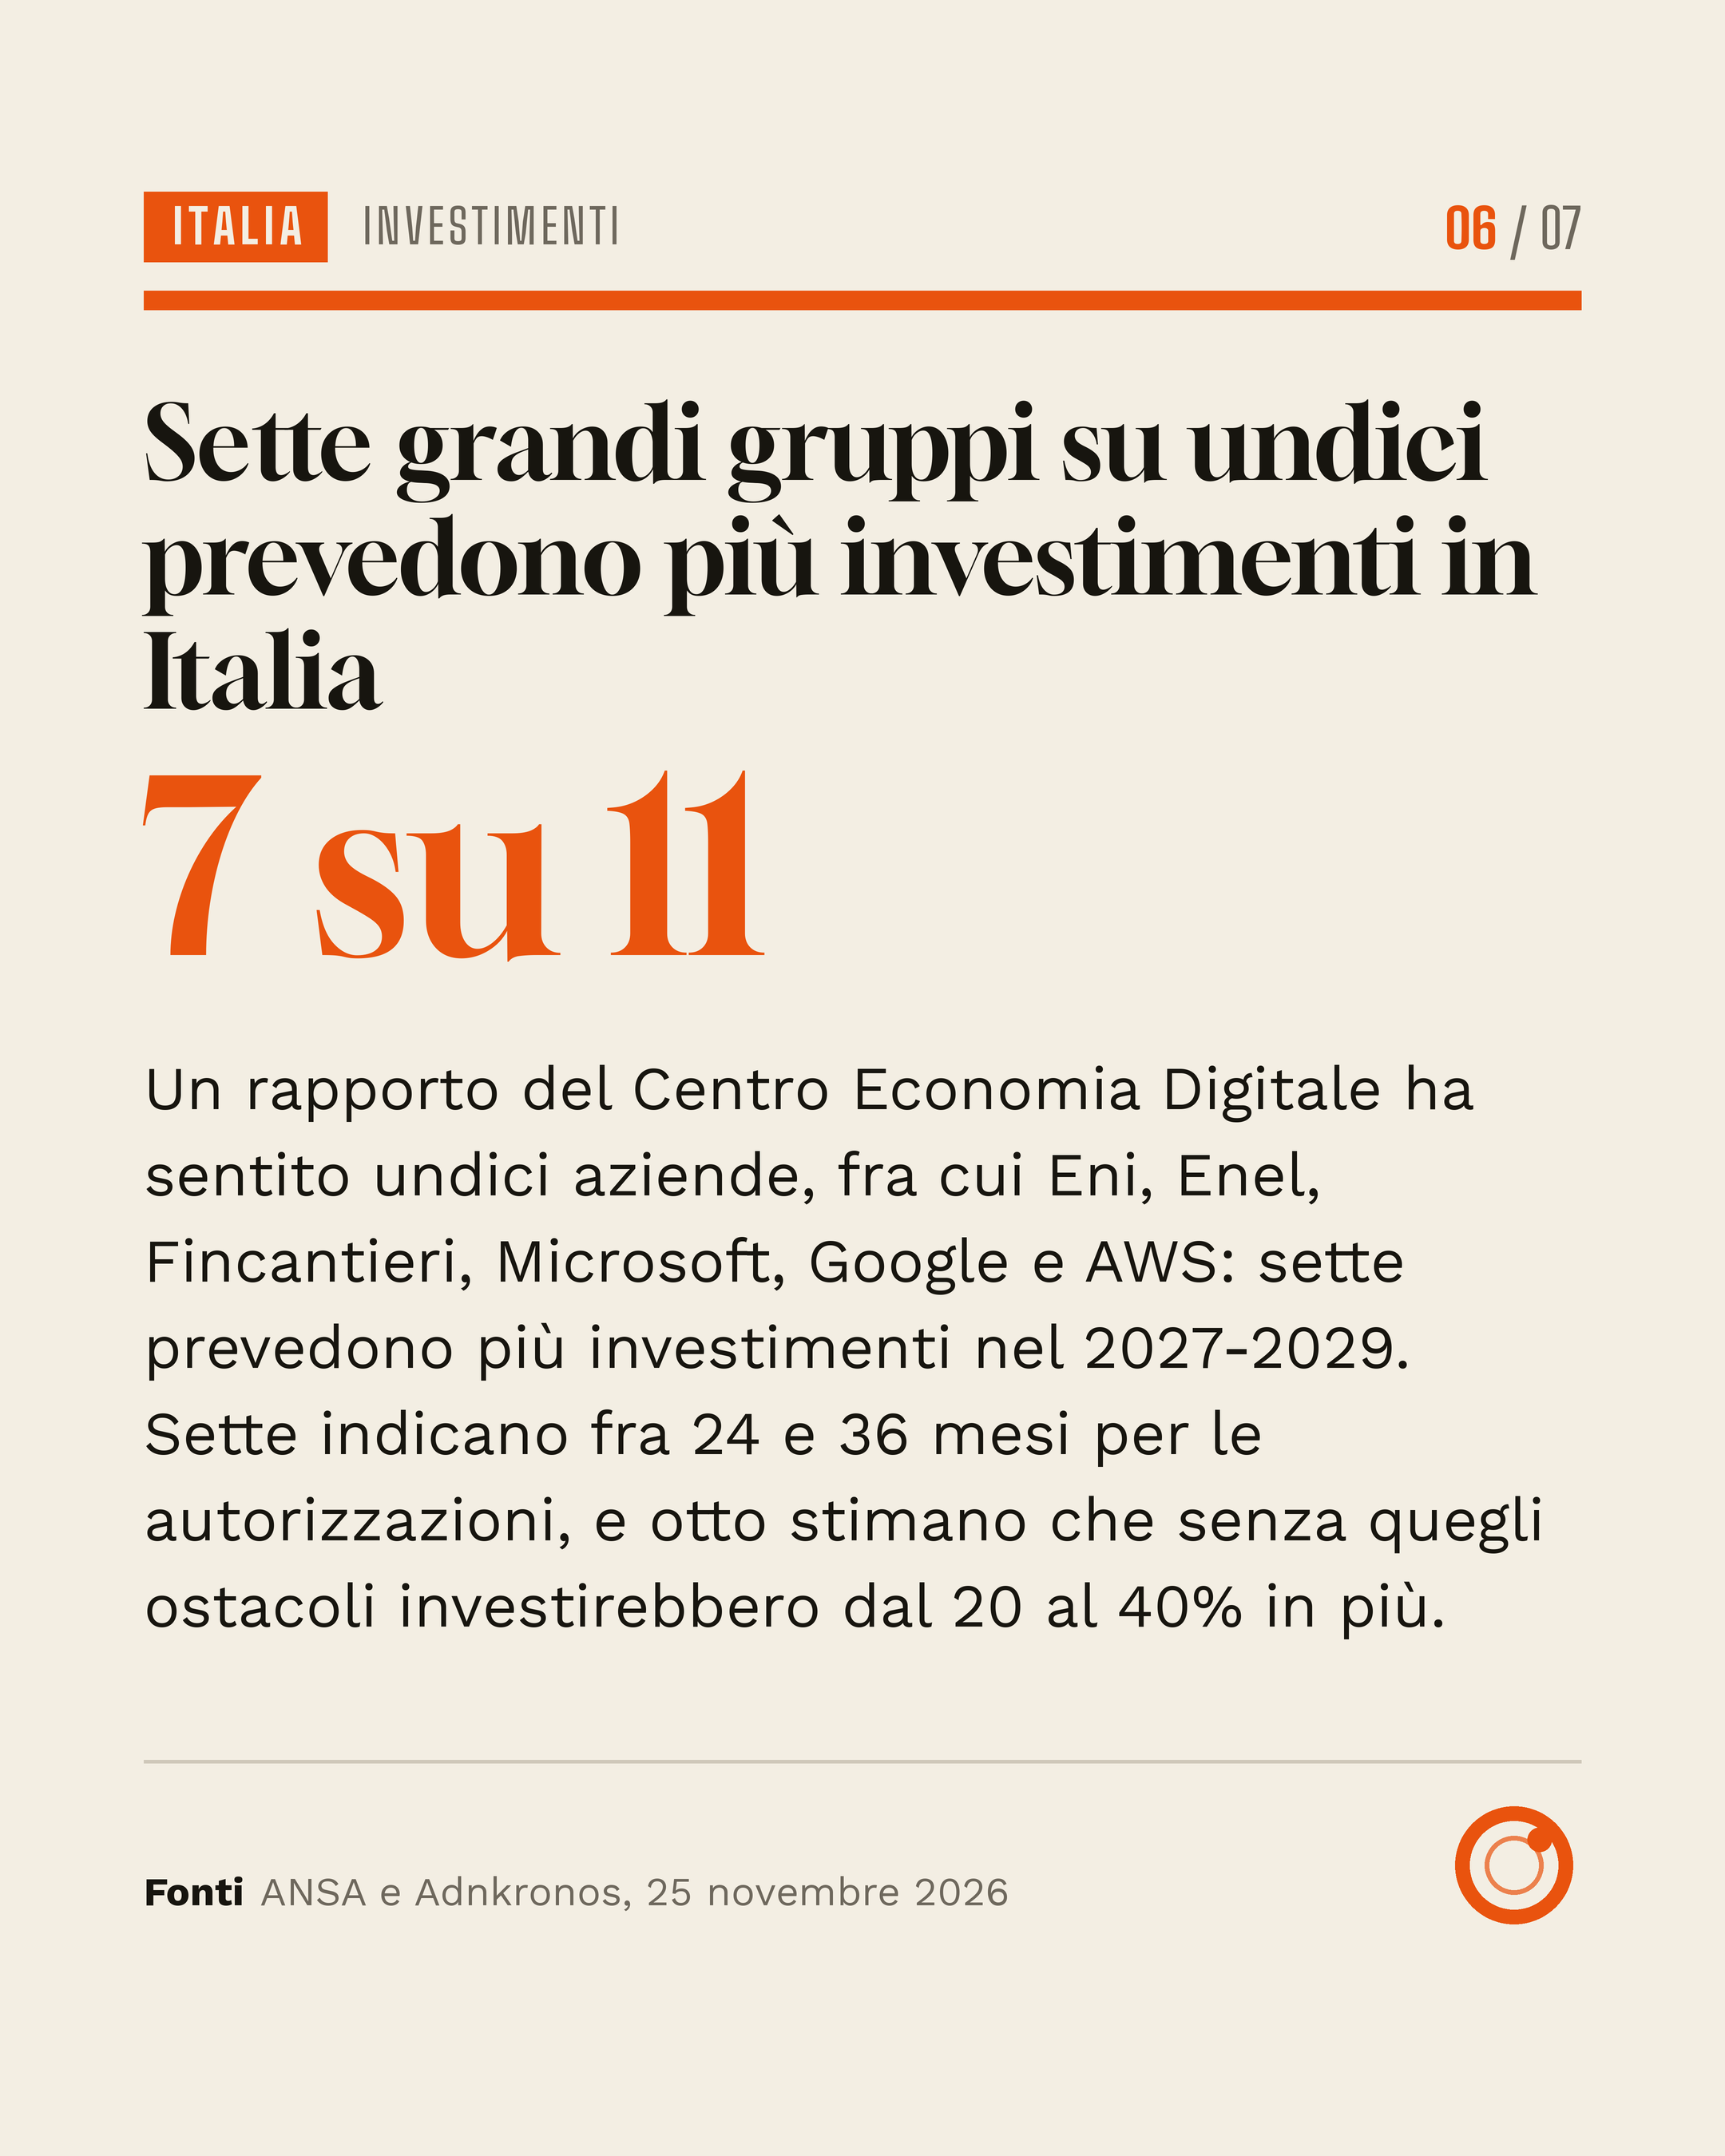 ITALIA INVESTIMENTI 06 / 07
Sette grandi gruppi su undici
prevedono più investimenti in
Italia
7 su 11
Un rapporto del Centro Economia Digitale ha
sentito undici aziende, fra cui Eni, Enel,
Fincantieri, Microsoft, Google e AWS: sette
prevedono più investimenti nel 2027-2029.
Sette indicano fra 24 e 36 mesi per le
autorizzazioni, e otto stimano che senza quegli
ostacoli investirebbero dal 20 al 40% in più.
Fonti ANSA e Adnkronos, 25 novembre 2026